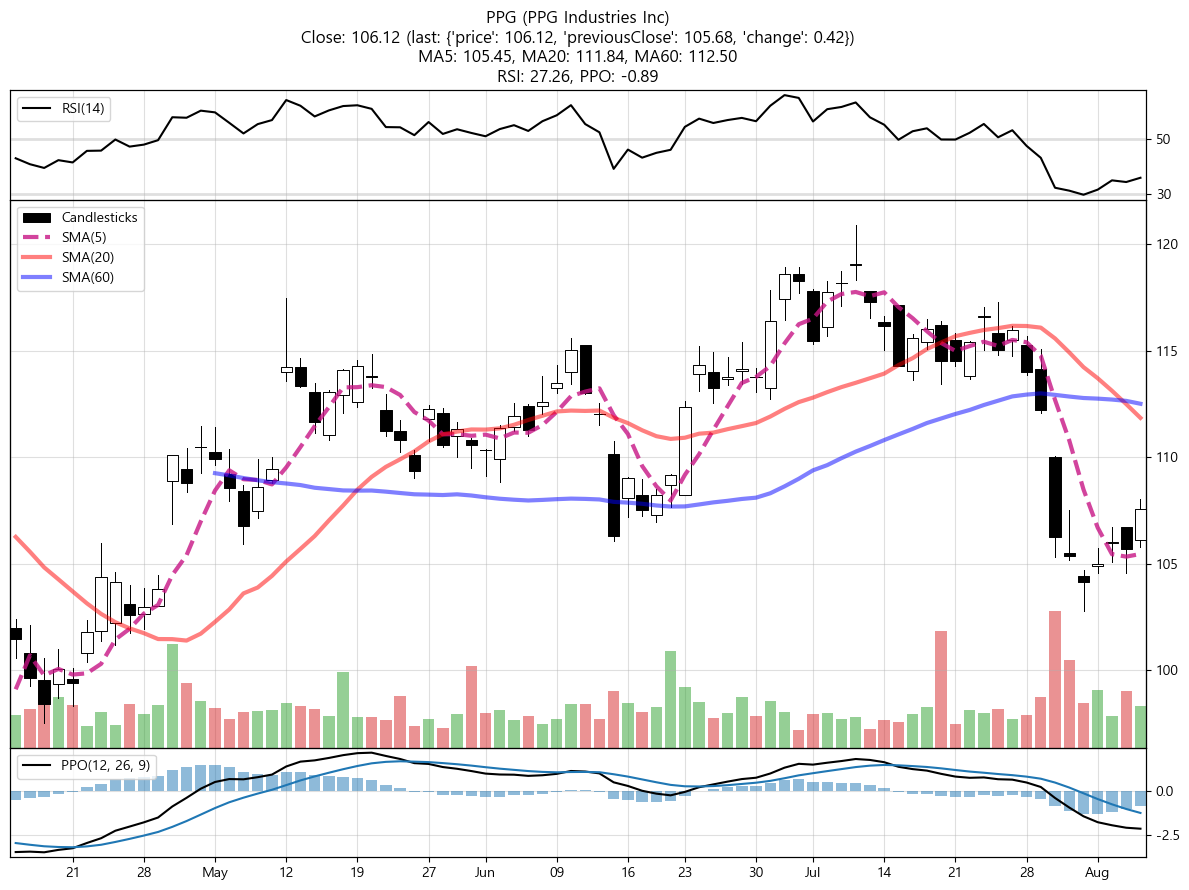 PPG (PPG Industries Inc)
Close: 106.12 (last: {'price': 106.12, 'previousClose': 105.68, 'change': 0.42})
MA5: 105.45, MA20: 111.84, MA60: 112.50
RSI: 27.26, PPO: -0.89
RSI(14)
50
30
Candlesticks
SMA(5)
SMA(20)
SMA(60)
120
115
110
105
100
PPO(12, 26, 9)
0.0
-2.5
21 28 May 12 19 27 Jun 09 16 23 30 Jul 14 21 28 Aug